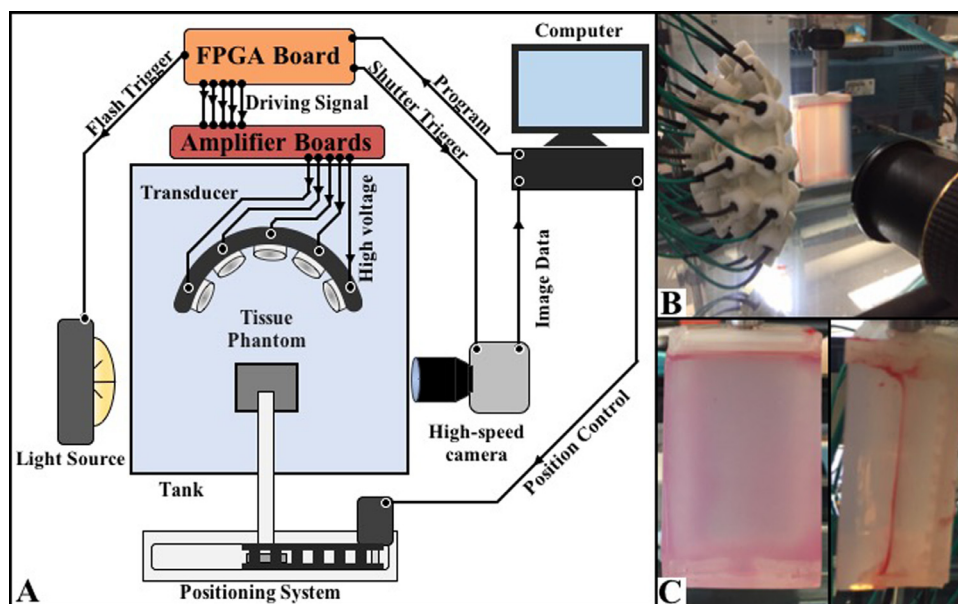 FPGA Board
Flash Trigger
Driving Signal
Shutter Trigger
Program
Computer
Amplifier Boards
Transducer
High voltage
Image Data
Tissue
Phantom
High-speed
camera
Position Control
Light Source
Tank
Positioning System
A
B
C